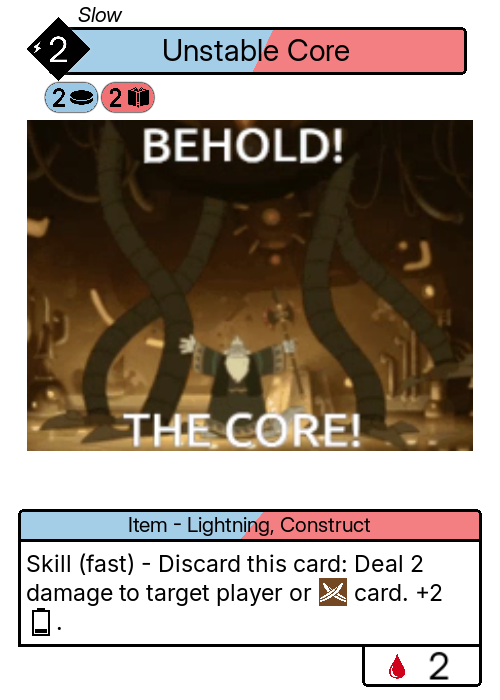 Slow
2 Unstable Core
2 2
BEHOLD!
THE CORE!
Item - Lightning, Construct
Skill (fast) - Discard this card: Deal 2
damage to target player or card. +2
.
2